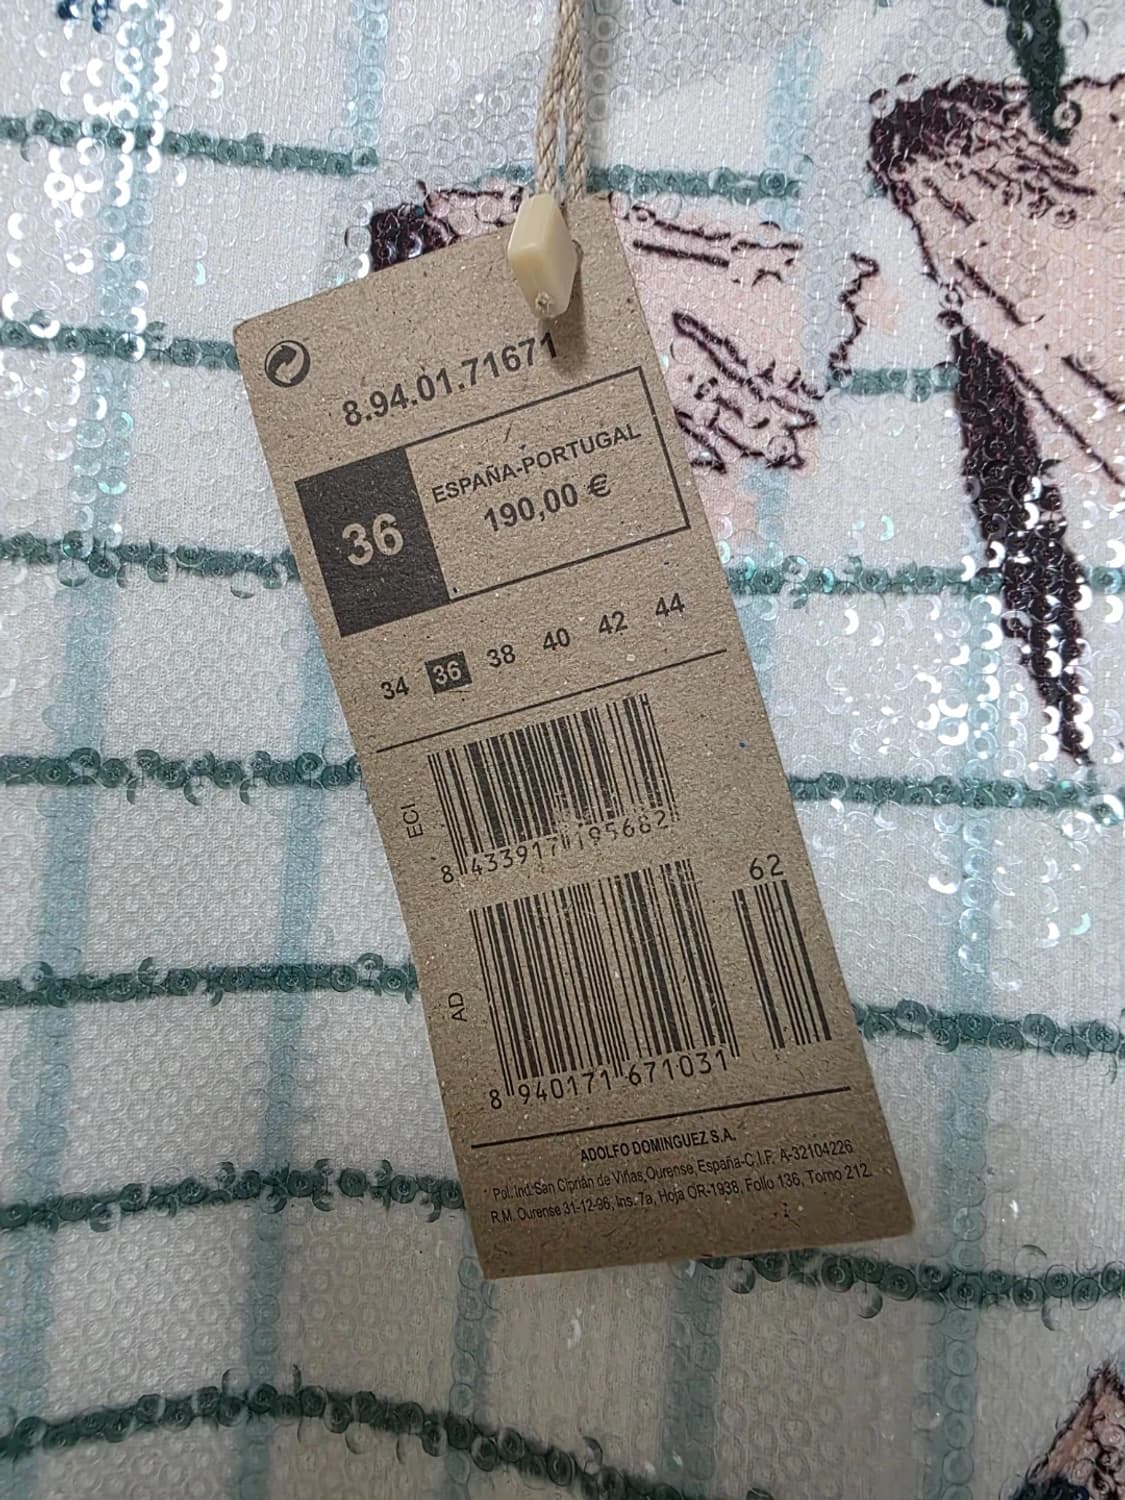 8.94.01.71671
36
ESPAÑA-PORTUGAL
190,00 €
34 36 38 40 42 44
ECI
8 433917 195682
62
AD
8 940171 671031
ADOLFO DOMINGUEZ S.A.
Pol. Ind. San Ciprián de Viñas, Ourense, España-C.I.F. A-32104226
R.M. Ourense 31-12-96, Ins. 7a, Hoja OR-1938, Folio 136, Tomo 212.